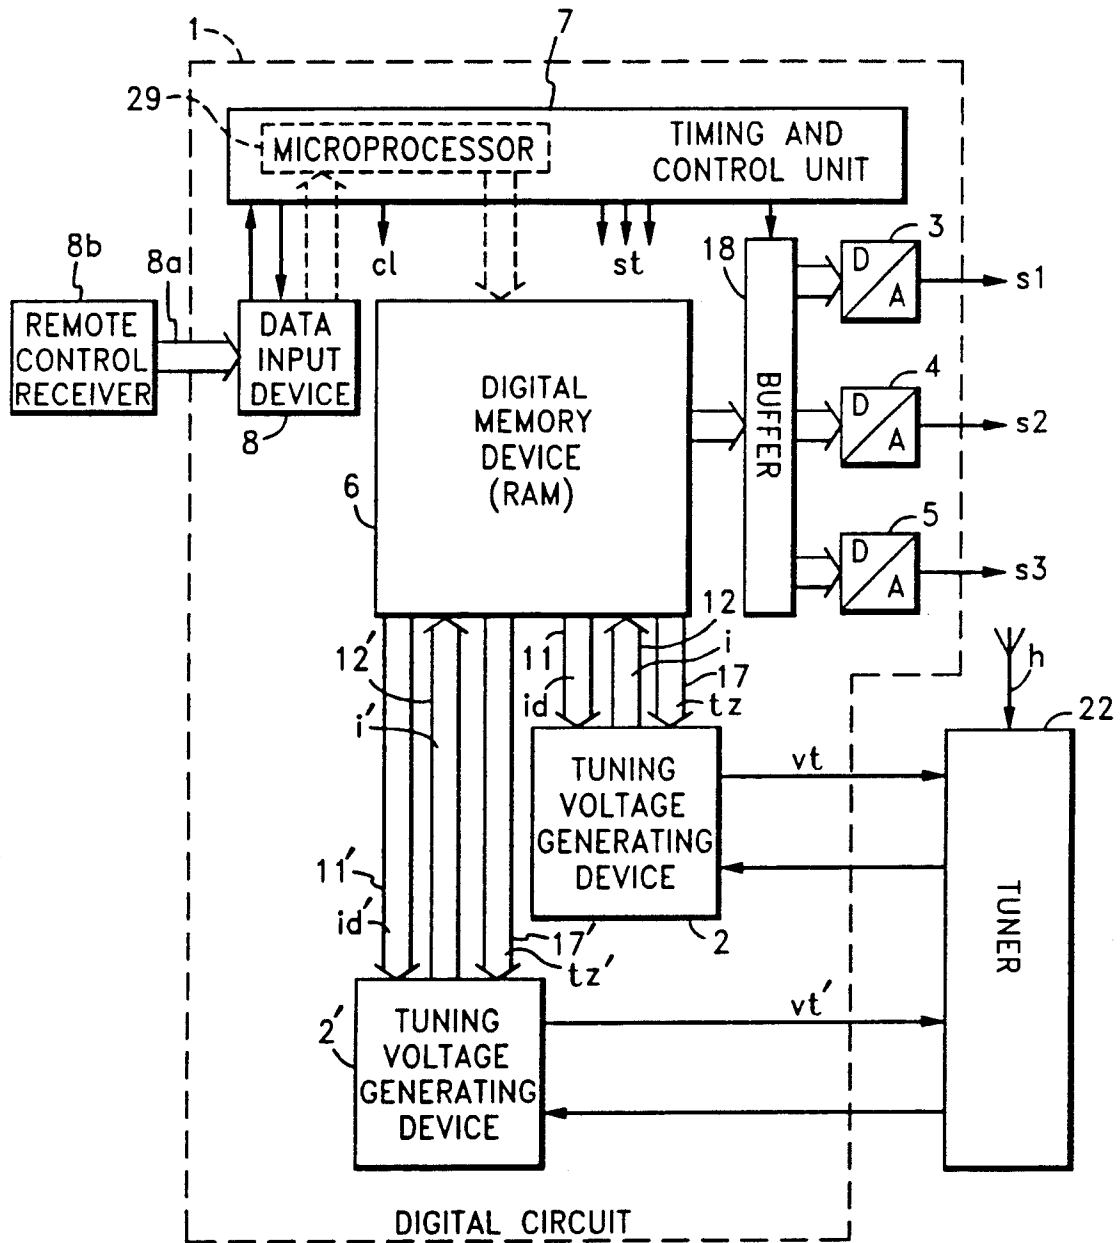 1
7
29
MICROPROCESSOR
TIMING AND
CONTROL UNIT
8b
8a
cl
st
18
3
D
A
s1
REMOTE
CONTROL
RECEIVER
DATA
INPUT
DEVICE
8
DIGITAL
MEMORY
DEVICE
(RAM)
6
BUFFER
4
D
A
s2
5
D
A
s3
12'
i'
11
id
12
i
17
tz
h
22
TUNING
VOLTAGE
GENERATING
DEVICE
2
vt
TUNER
11'
id'
17'
tz'
2'
TUNING
VOLTAGE
GENERATING
DEVICE
vt'
DIGITAL CIRCUIT